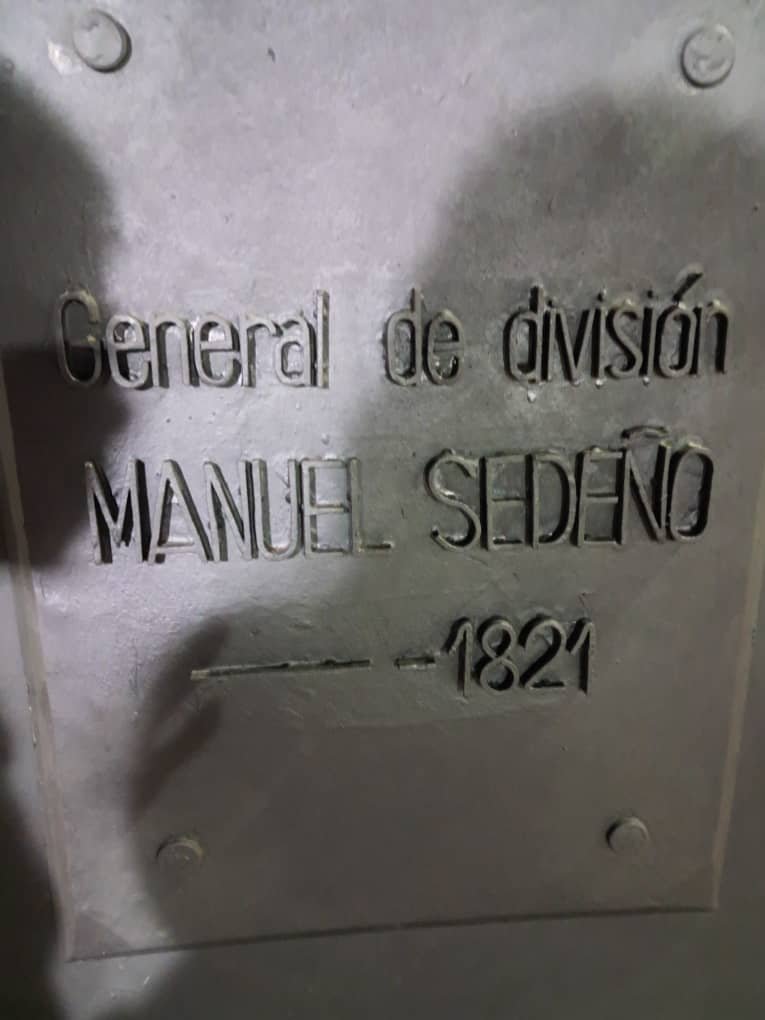 General de división
MANUEL SEDEÑO
——— -1821